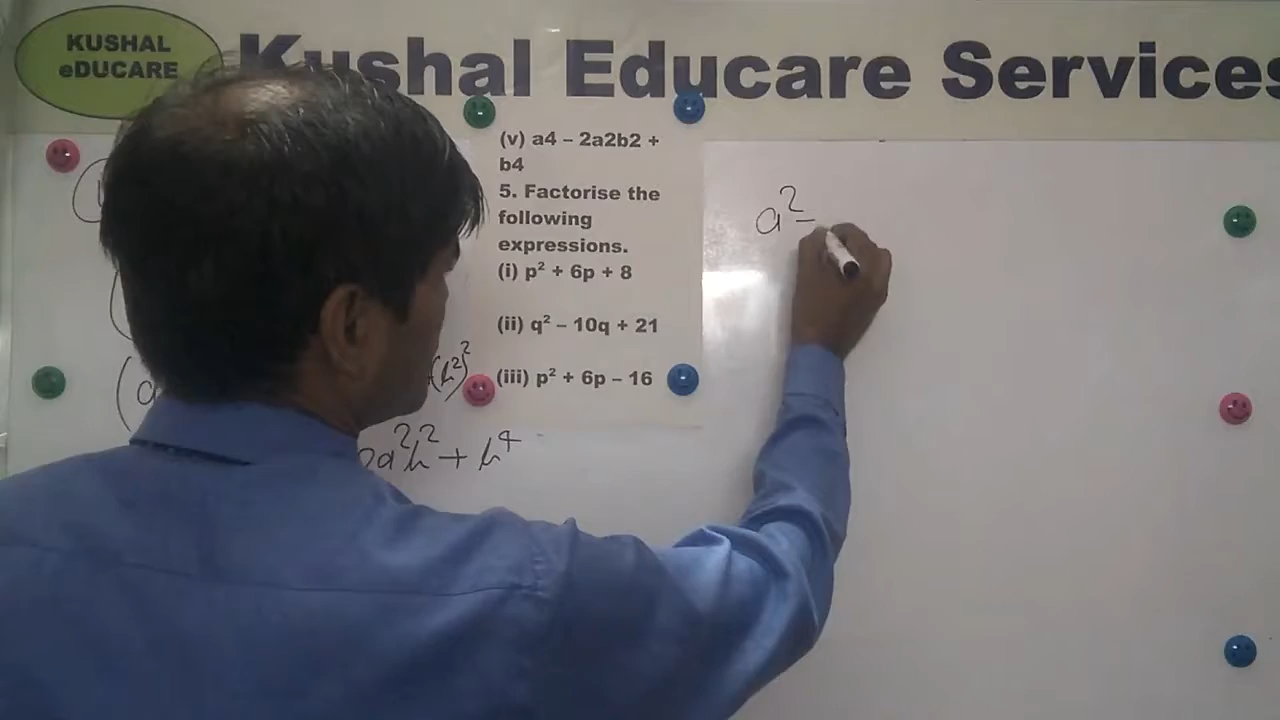 KUSHAL
eDUCARE
Kushal Educare Services
(v) a4 – 2a2b2 +
b4
5. Factorise the
following
expressions.
(i) p² + 6p + 8
(ii) q² – 10q + 21
(iii) p² + 6p – 16
(a
(b²)²
2a²b² + b⁴
a² –